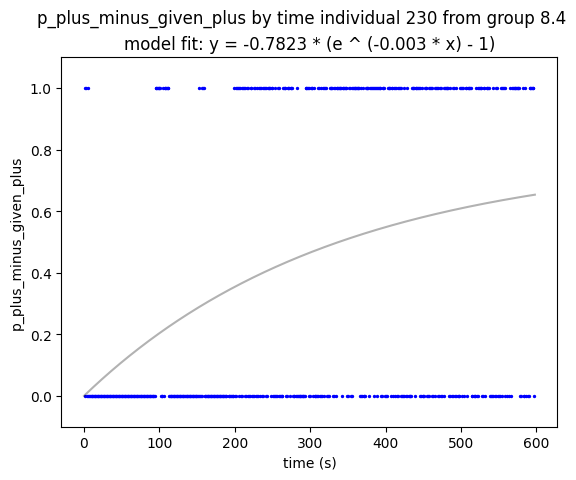 p_plus_minus_given_plus by time individual 230 from group 8.4
model fit: y = -0.7823 * (e ^ (-0.003 * x) - 1)
p_plus_minus_given_plus
1.0
0.8
0.6
0.4
0.2
0.0
0 100 200 300 400 500 600
time (s)